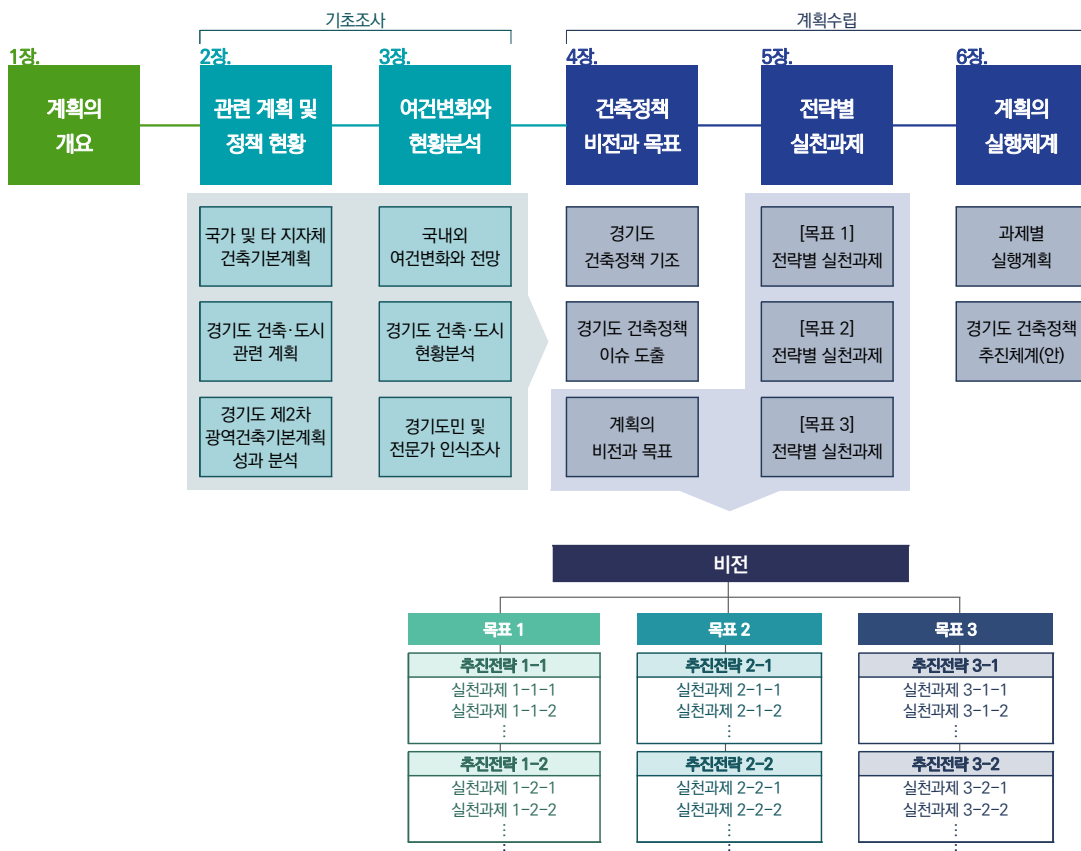 기초조사
계획수립
1장.
계획의
개요
2장.
관련 계획 및
정책 현황
3장.
여건변화와
현황분석
4장.
건축정책
비전과 목표
5장.
전략별
실천과제
6장.
계획의
실행체계
국가 및 타 지자체
건축기본계획
경기도 건축·도시
관련 계획
경기도 제2차
광역건축기본계획
성과 분석
국내외
여건변화와 전망
경기도 건축·도시
현황분석
경기도민 및
전문가 인식조사
경기도
건축정책 기조
경기도 건축정책
이슈 도출
계획의
비전과 목표
[목표 1]
전략별 실천과제
[목표 2]
전략별 실천과제
[목표 3]
전략별 실천과제
과제별
실행계획
경기도 건축정책
추진체계(안)
비전
목표 1
추진전략 1-1
실천과제 1-1-1
실천과제 1-1-2
⋮
추진전략 1-2
실천과제 1-2-1
실천과제 1-2-2
⋮
⋮
목표 2
추진전략 2-1
실천과제 2-1-1
실천과제 2-1-2
⋮
추진전략 2-2
실천과제 2-2-1
실천과제 2-2-2
⋮
⋮
목표 3
추진전략 3-1
실천과제 3-1-1
실천과제 3-1-2
⋮
추진전략 3-2
실천과제 3-2-1
실천과제 3-2-2
⋮
⋮